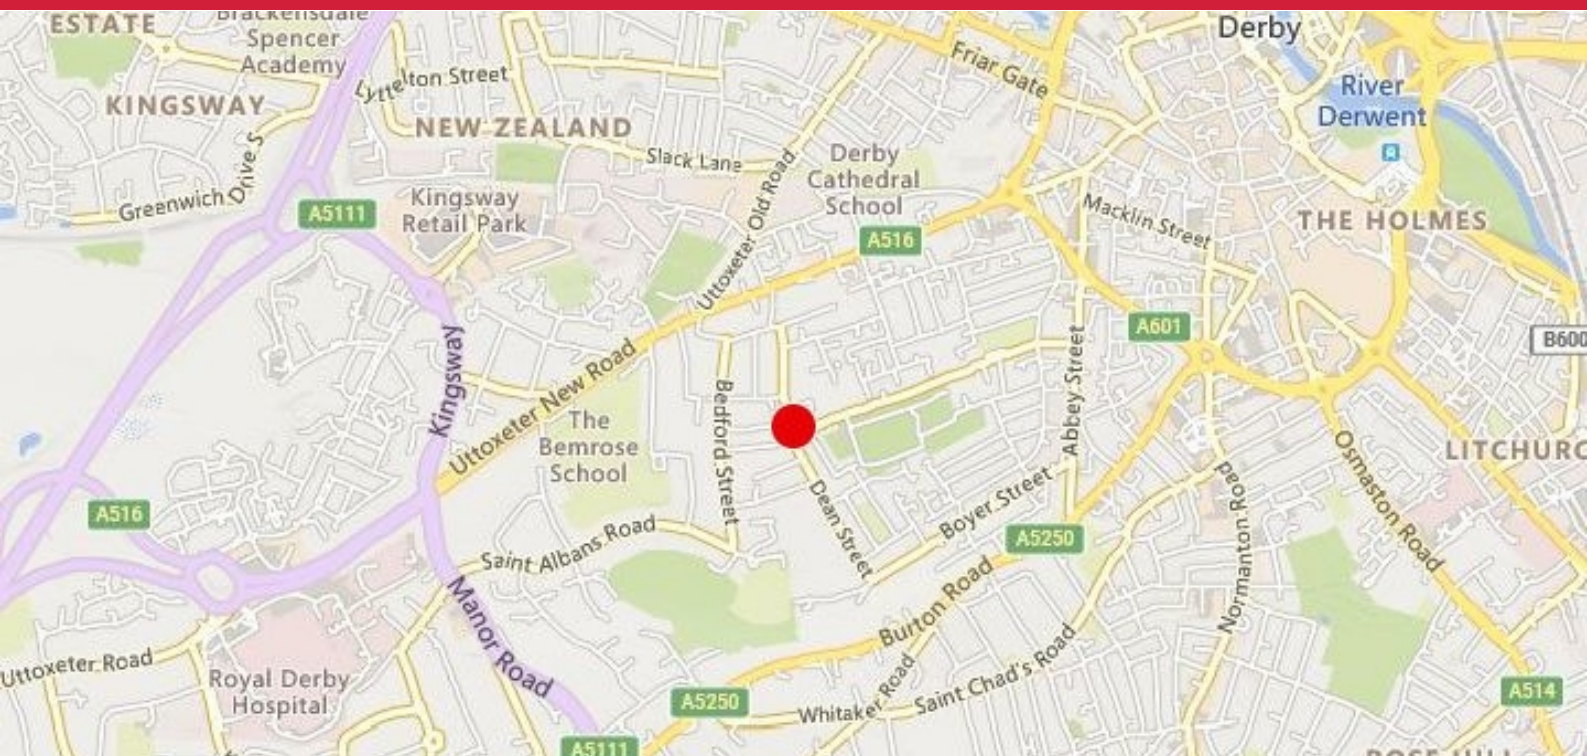 ESTATE
Brackensdale
Spencer
Academy
Derby
Lyttelton Street
Friar Gate
KINGSWAY
River
Derwent
NEW ZEALAND
Slack Lane
Derby
Cathedral
School
Greenwich Drive S
A5111
Kingsway
Retail Park
Uttoxeter Old Road
Macklin Street
THE HOLMES
A516
A601
B600
Kingsway
Uttoxeter New Road
Bedford Street
Abbey Street
The
Bemrose
School
Osmaston Road
LITCHURC
A516
Dean Street
Boyer Street
Normanton Road
Saint Albans Road
A5250
Manor Road
Burton Road
Uttoxeter Road
Royal Derby
Hospital
Saint Chad's Road
A5250
Whitaker Road
A514
A5111